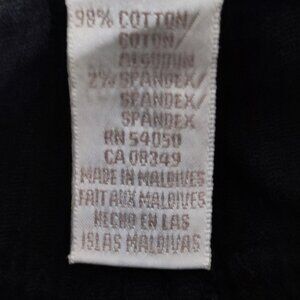 98% COTTON/
COTON/
ALGODON
2% SPANDEX/
SPANDEX/
SPANDEX
RN 54050
CA 08349
MADE IN MALDIVES
FAIT AUX MALDIVES
HECHO EN LAS
ISLAS MALDIVAS